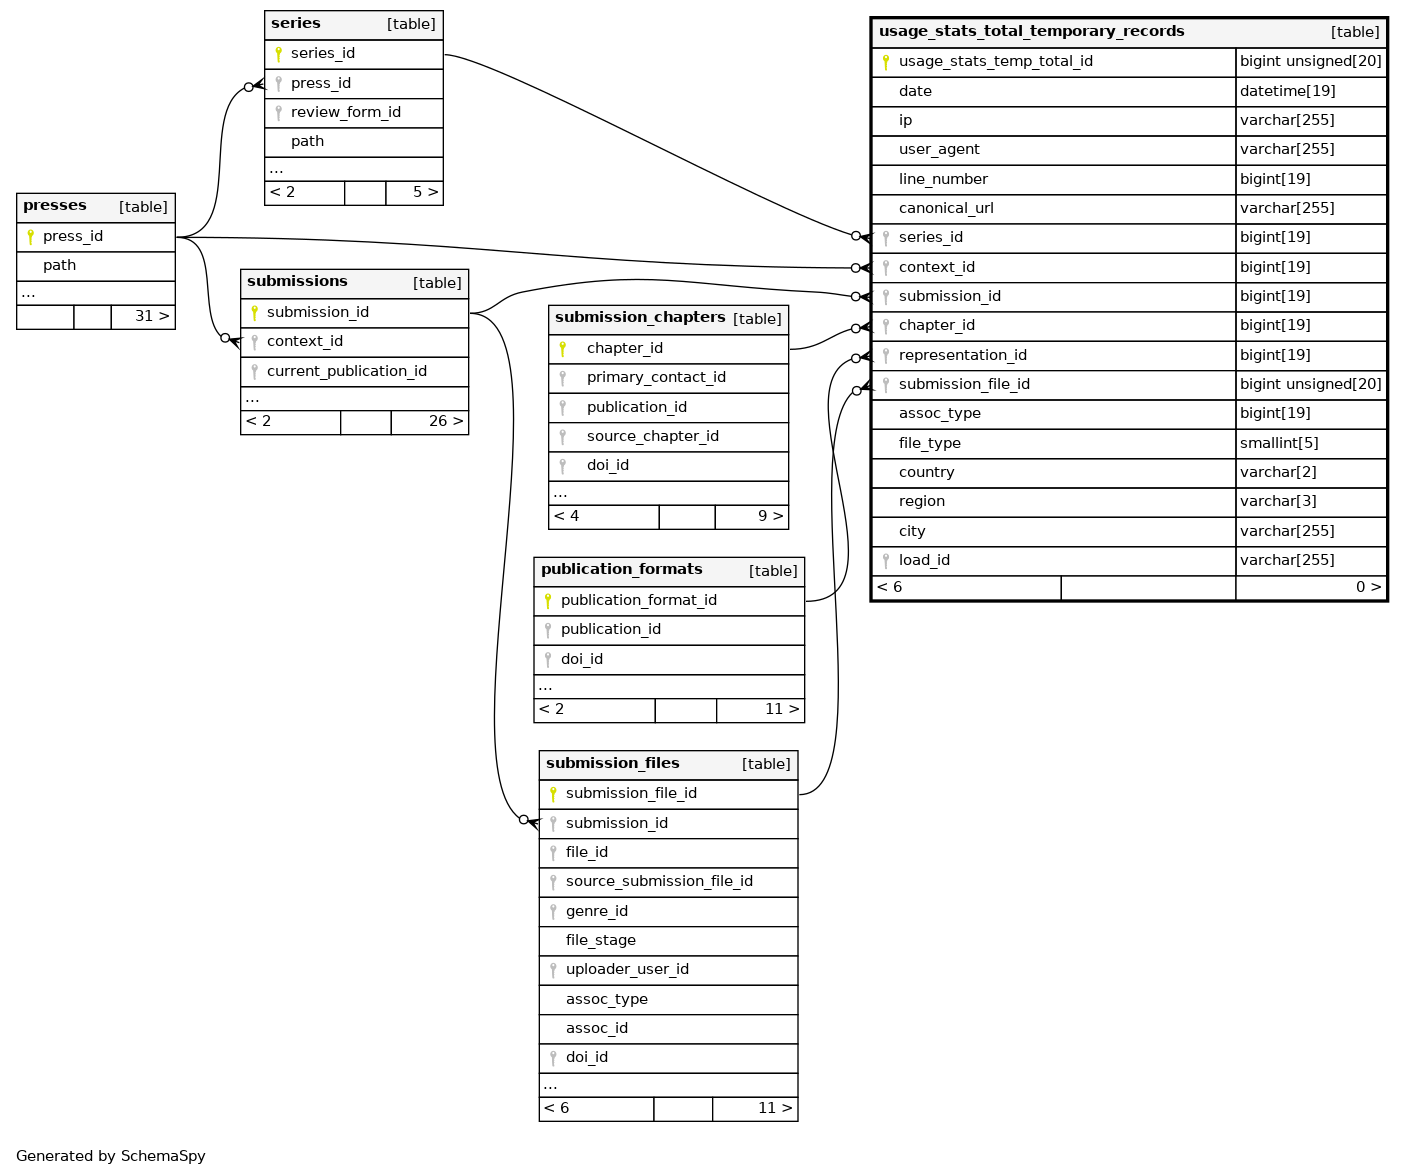 series [table]
series_id
press_id
review_form_id
path
...
< 2 5 >
presses [table]
press_id
path
...
31 >
submissions [table]
submission_id
context_id
current_publication_id
...
< 2 26 >
submission_chapters [table]
chapter_id
primary_contact_id
publication_id
source_chapter_id
doi_id
...
< 4 9 >
publication_formats [table]
publication_format_id
publication_id
doi_id
...
< 2 11 >
submission_files [table]
submission_file_id
submission_id
file_id
source_submission_file_id
genre_id
file_stage
uploader_user_id
assoc_type
assoc_id
doi_id
...
< 6 11 >
usage_stats_total_temporary_records [table]
usage_stats_temp_total_id bigint unsigned[20]
date datetime[19]
ip varchar[255]
user_agent varchar[255]
line_number bigint[19]
canonical_url varchar[255]
series_id bigint[19]
context_id bigint[19]
submission_id bigint[19]
chapter_id bigint[19]
representation_id bigint[19]
submission_file_id bigint unsigned[20]
assoc_type bigint[19]
file_type smallint[5]
country varchar[2]
region varchar[3]
city varchar[255]
load_id varchar[255]
< 6 0 >
Generated by SchemaSpy